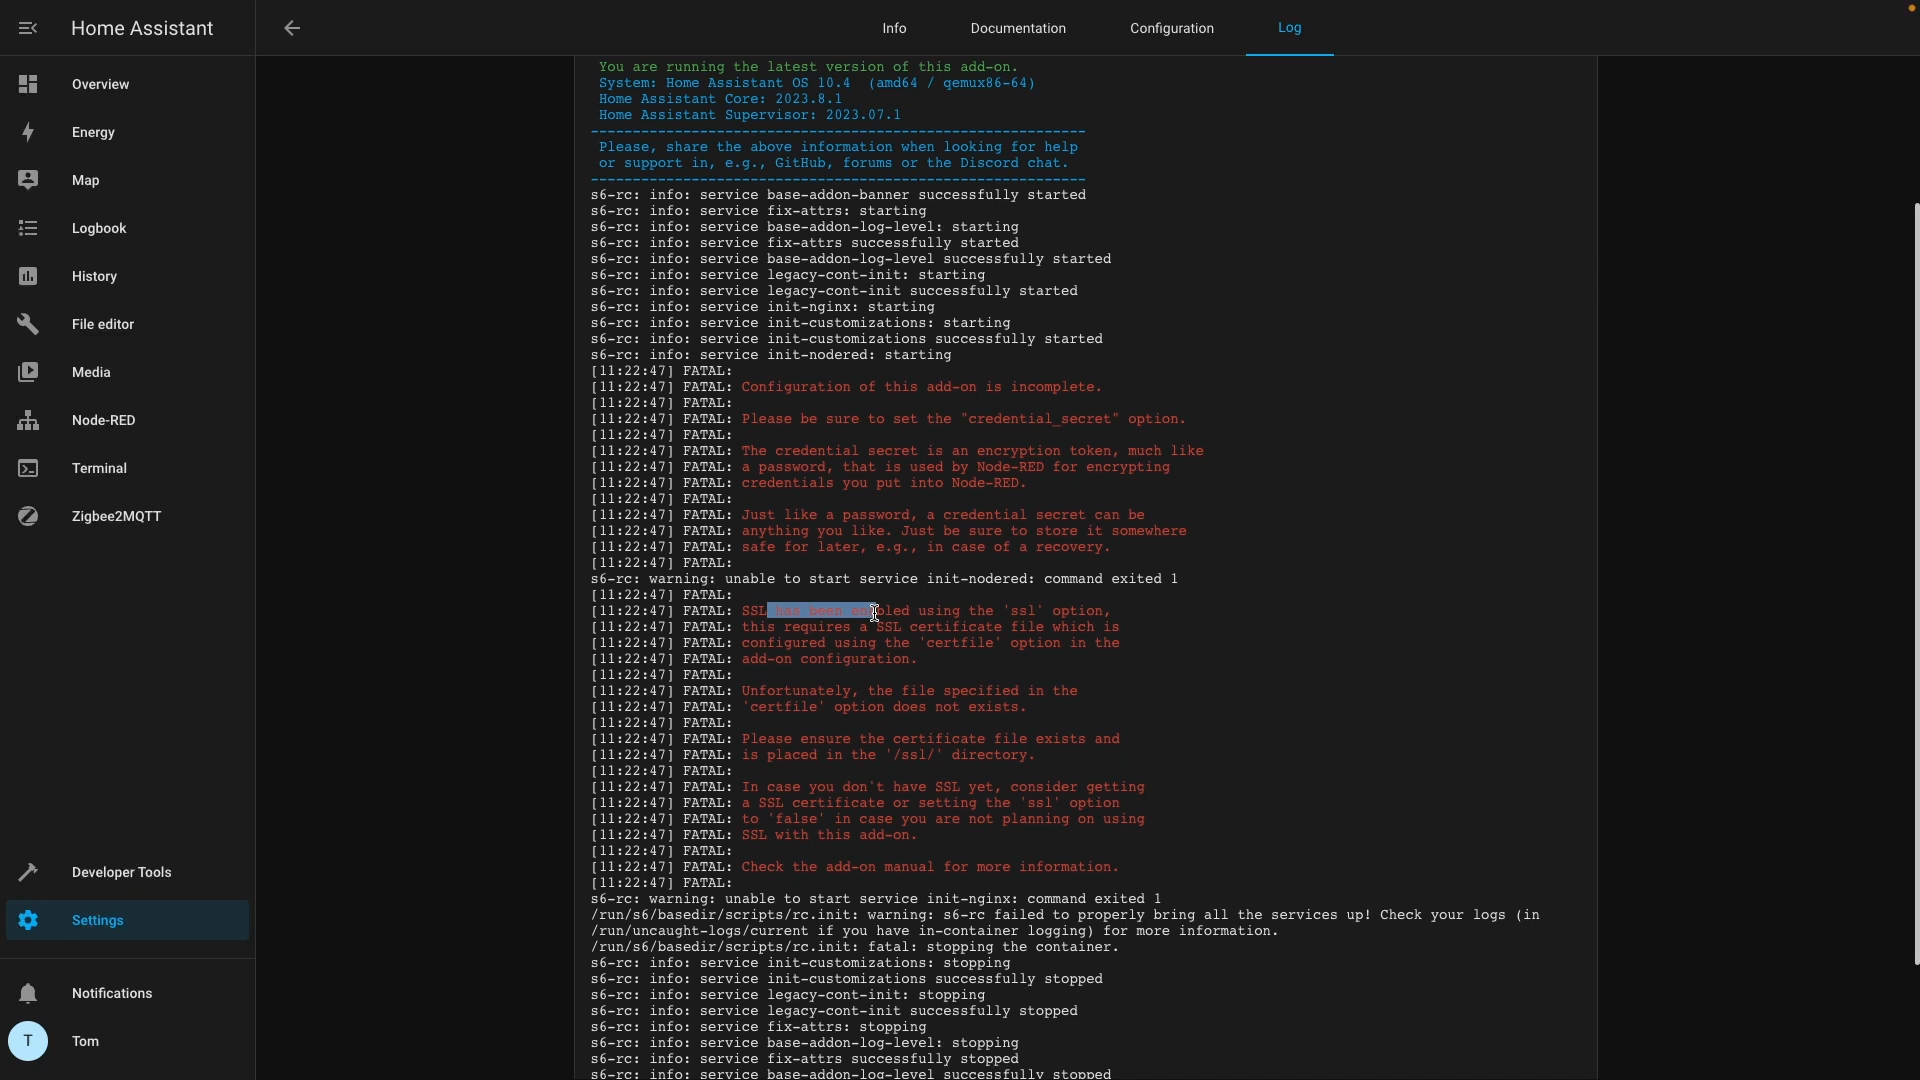 Home Assistant
Info
Documentation
Configuration
Log
Overview
Energy
Map
Logbook
History
File editor
Media
Node-RED
Terminal
Zigbee2MQTT
Developer Tools
Settings
Notifications
T
Tom
You are running the latest version of this add-on.
System: Home Assistant OS 10.4  (amd64 / qemux86-64)
Home Assistant Core: 2023.8.1
Home Assistant Supervisor: 2023.07.1
-----------------------------------------------------------
Please, share the above information when looking for help
or support in, e.g., GitHub, forums or the Discord chat.
-----------------------------------------------------------
s6-rc: info: service base-addon-banner successfully started
s6-rc: info: service fix-attrs: starting
s6-rc: info: service base-addon-log-level: starting
s6-rc: info: service fix-attrs successfully started
s6-rc: info: service base-addon-log-level successfully started
s6-rc: info: service legacy-cont-init: starting
s6-rc: info: service legacy-cont-init successfully started
s6-rc: info: service init-nginx: starting
s6-rc: info: service init-customizations: starting
s6-rc: info: service init-customizations successfully started
s6-rc: info: service init-nodered: starting
[11:22:47] FATAL:
[11:22:47] FATAL: Configuration of this add-on is incomplete.
[11:22:47] FATAL:
[11:22:47] FATAL: Please be sure to set the "credential_secret" option.
[11:22:47] FATAL:
[11:22:47] FATAL: The credential secret is an encryption token, much like
[11:22:47] FATAL: a password, that is used by Node-RED for encrypting
[11:22:47] FATAL: credentials you put into Node-RED.
[11:22:47] FATAL:
[11:22:47] FATAL: Just like a password, a credential secret can be
[11:22:47] FATAL: anything you like. Just be sure to store it somewhere
[11:22:47] FATAL: safe for later, e.g., in case of a recovery.
[11:22:47] FATAL:
s6-rc: warning: unable to start service init-nodered: command exited 1
[11:22:47] FATAL:
[11:22:47] FATAL: SSL has been enabled using the 'ssl' option,
[11:22:47] FATAL: this requires a SSL certificate file which is
[11:22:47] FATAL: configured using the 'certfile' option in the
[11:22:47] FATAL: add-on configuration.
[11:22:47] FATAL:
[11:22:47] FATAL: Unfortunately, the file specified in the
[11:22:47] FATAL: 'certfile' option does not exists.
[11:22:47] FATAL:
[11:22:47] FATAL: Please ensure the certificate file exists and
[11:22:47] FATAL: is placed in the '/ssl/' directory.
[11:22:47] FATAL:
[11:22:47] FATAL: In case you don't have SSL yet, consider getting
[11:22:47] FATAL: a SSL certificate or setting the 'ssl' option
[11:22:47] FATAL: to 'false' in case you are not planning on using
[11:22:47] FATAL: SSL with this add-on.
[11:22:47] FATAL:
[11:22:47] FATAL: Check the add-on manual for more information.
[11:22:47] FATAL:
s6-rc: warning: unable to start service init-nginx: command exited 1
/run/s6/basedir/scripts/rc.init: warning: s6-rc failed to properly bring all the services up! Check your logs (in
/run/uncaught-logs/current if you have in-container logging) for more information.
/run/s6/basedir/scripts/rc.init: fatal: stopping the container.
s6-rc: info: service init-customizations: stopping
s6-rc: info: service init-customizations successfully stopped
s6-rc: info: service legacy-cont-init: stopping
s6-rc: info: service legacy-cont-init successfully stopped
s6-rc: info: service fix-attrs: stopping
s6-rc: info: service base-addon-log-level: stopping
s6-rc: info: service fix-attrs successfully stopped
s6-rc: info: service base-addon-log-level successfully stopped